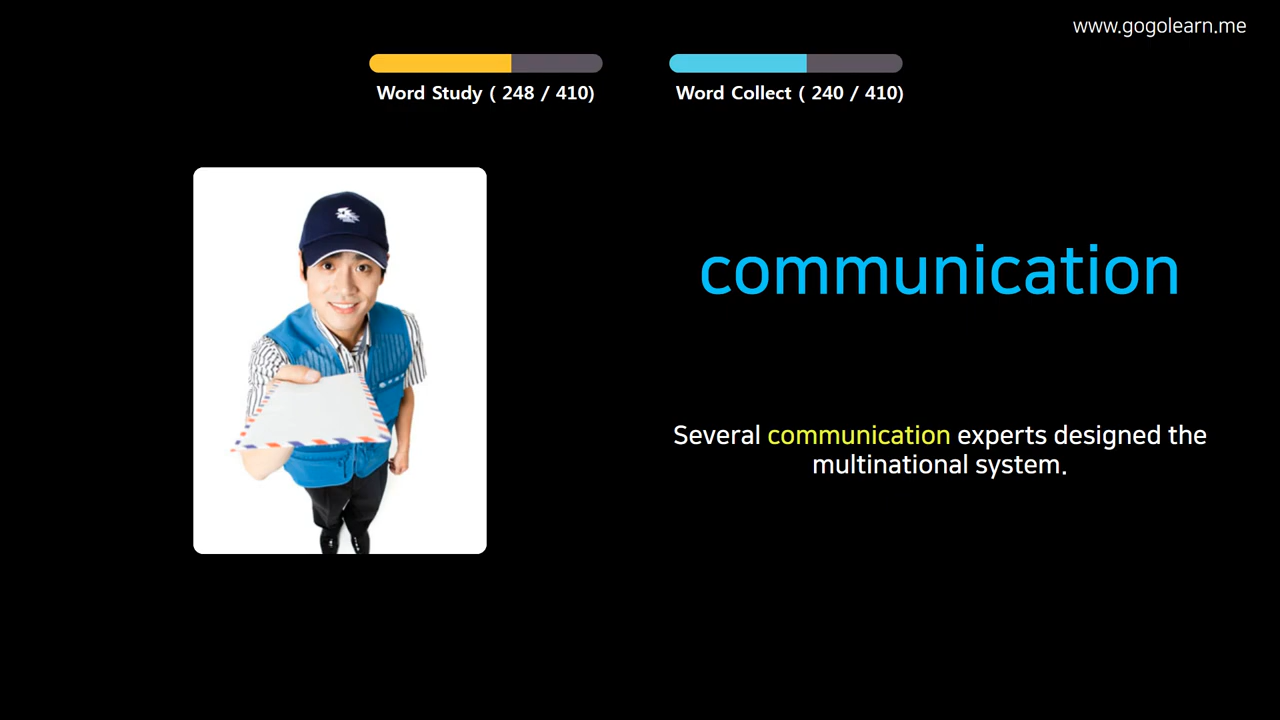 www.gogolearn.me
Word Study ( 248 / 410)
Word Collect ( 240 / 410)
communication
Several communication experts designed the
multinational system.